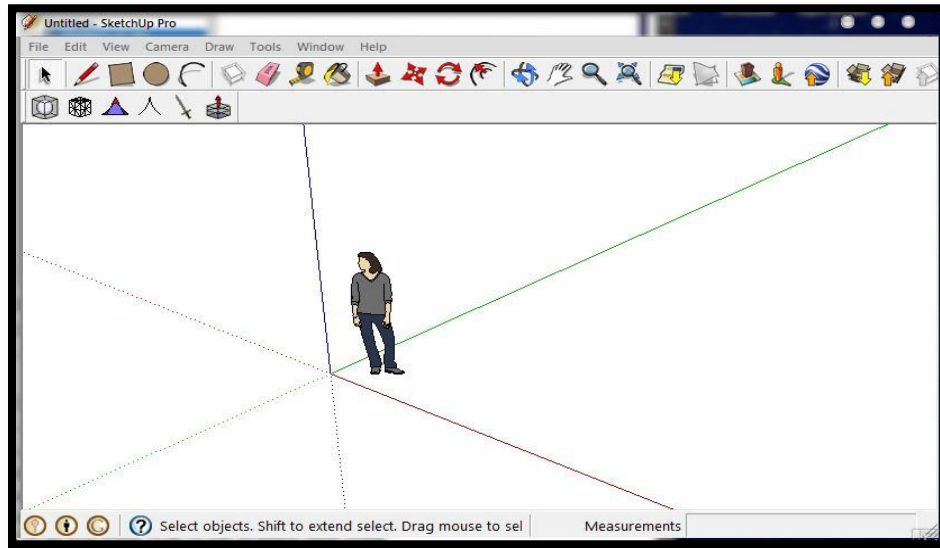 Untitled - SketchUp Pro
File Edit View Camera Draw Tools Window Help
Select objects. Shift to extend select. Drag mouse to sel Measurements